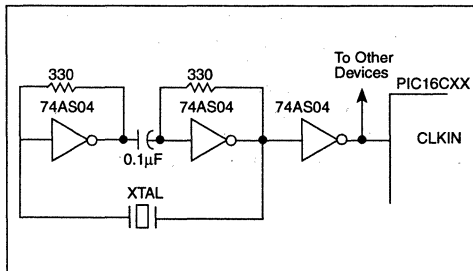 To Other
Devices
330
330
PIC16CXX
74AS04
74AS04
74AS04
CLKIN
0.1µF
XTAL